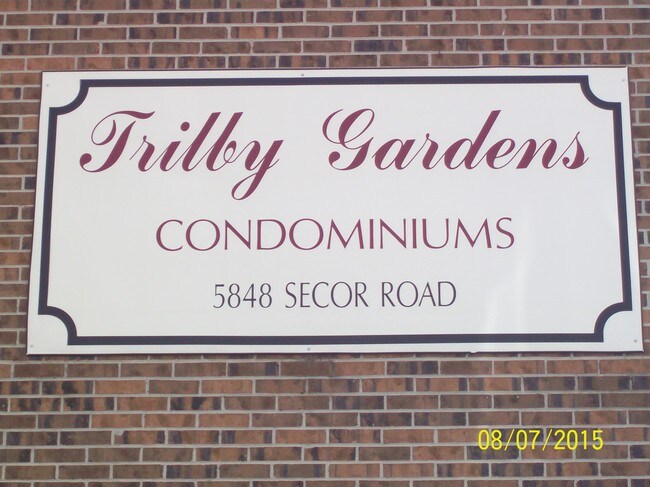 Trilby Gardens
CONDOMINIUMS
5848 SECOR ROAD
08/07/2015